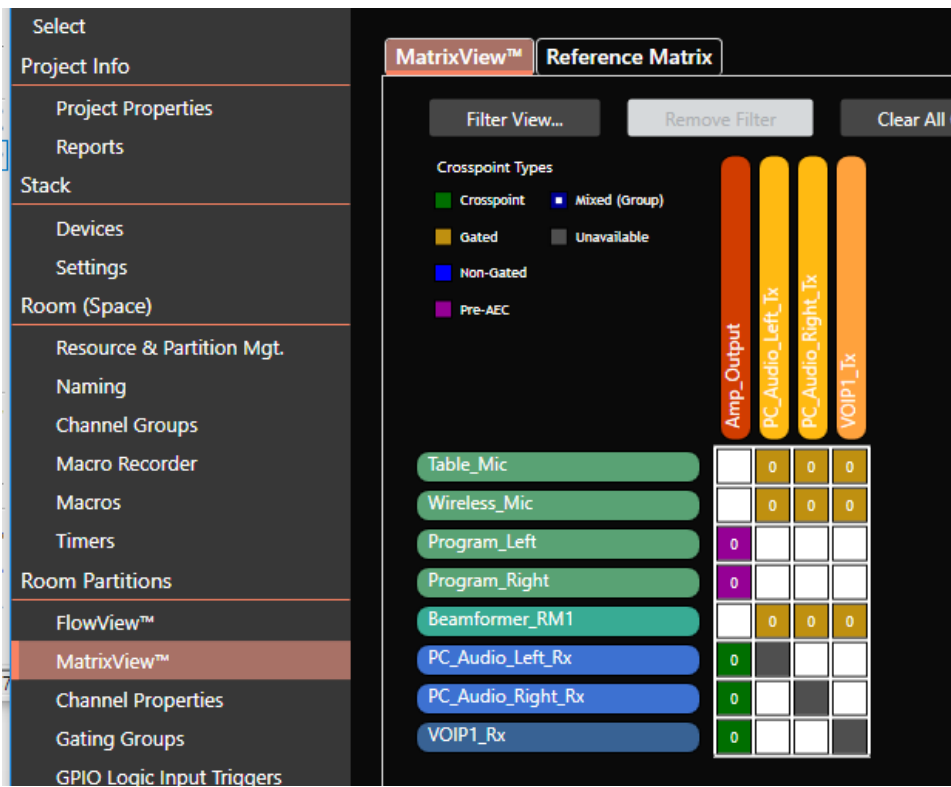 Select
Project Info
Project Properties
Reports
Stack
Devices
Settings
Room (Space)
Resource & Partition Mgt.
Naming
Channel Groups
Macro Recorder
Macros
Timers
Room Partitions
FlowView™
MatrixView™
Channel Properties
Gating Groups
GPIO Logic Input Triggers
MatrixView™ Reference Matrix
Filter View... Remove Filter Clear All
Crosspoint Types
Crosspoint Mixed (Group)
Gated Unavailable
Non-Gated
Pre-AEC
Amp_Output
PC_Audio_Left_Tx
PC_Audio_Right_Tx
VOIP1_Tx
Table_Mic 0 0 0
Wireless_Mic 0 0 0
Program_Left 0
Program_Right 0
Beamformer_RM1 0 0 0
PC_Audio_Left_Rx 0
PC_Audio_Right_Rx 0
VOIP1_Rx 0